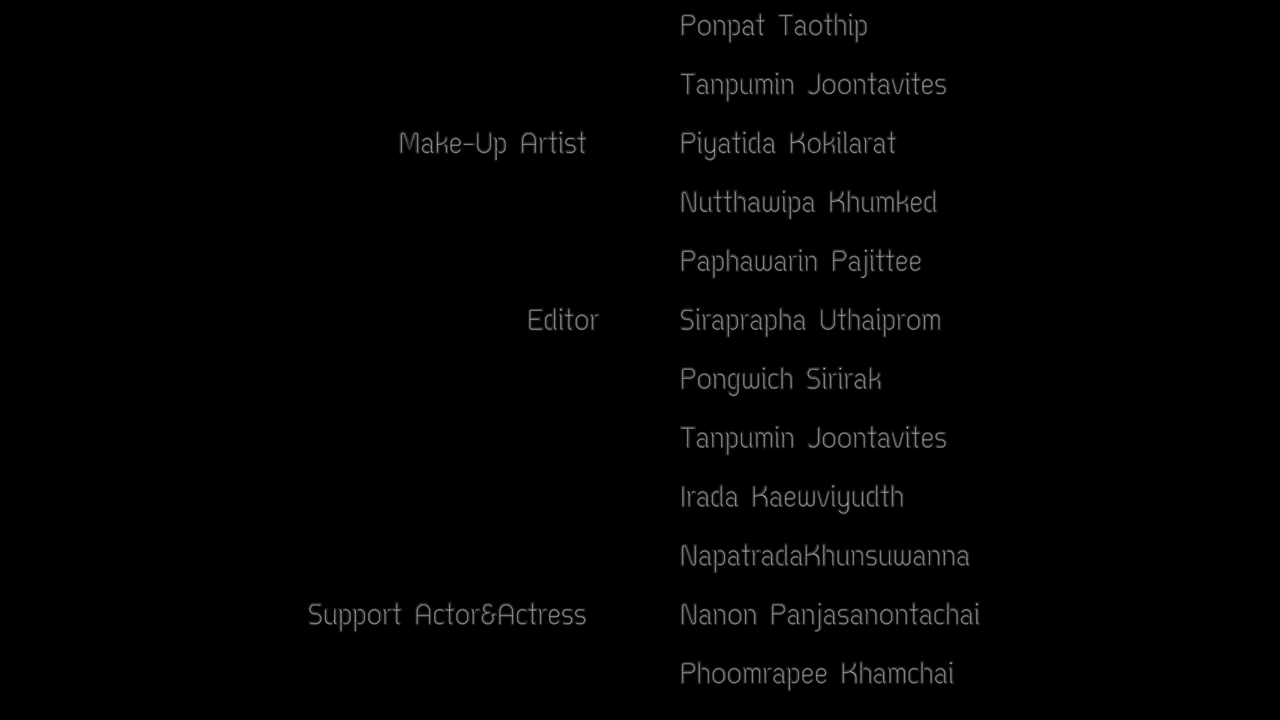 Ponpat Taothip
Tanpumin Joontavites
Make-Up Artist Piyatida Kokilarat
Nutthawipa Khumked
Paphawarin Pajittee
Editor Siraprapha Uthaiprom
Pongwich Sirirak
Tanpumin Joontavites
Irada Kaewviyudth
NapatradaKhunsuwanna
Support Actor&Actress Nanon Panjasanontachai
Phoomrapee Khamchai